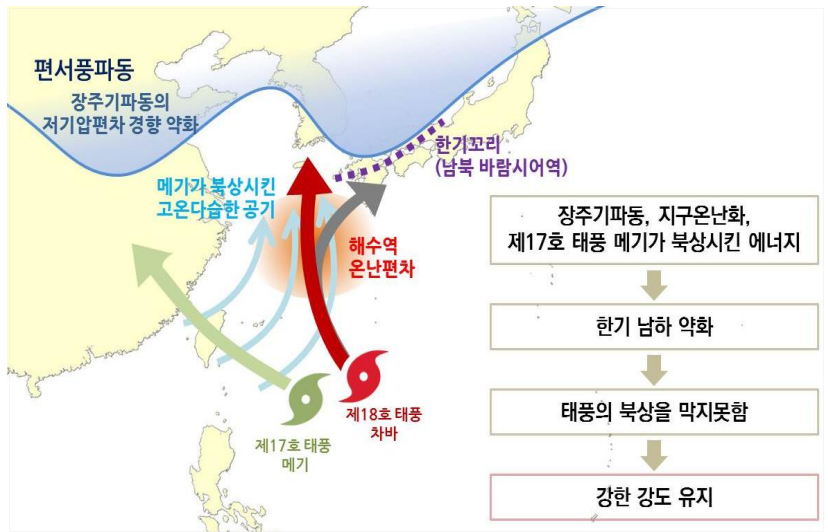 편서풍파동
장주기파동의
저기압편차 경향 약화
한기꼬리
(남북 바람시어역)
메기가 북상시킨
고온다습한 공기
해수역
온난편차
제18호 태풍
차바
제17호 태풍
메기
장주기파동, 지구온난화,
제17호 태풍 메기가 북상시킨 에너지
한기 남하 약화
태풍의 북상을 막지못함
강한 강도 유지